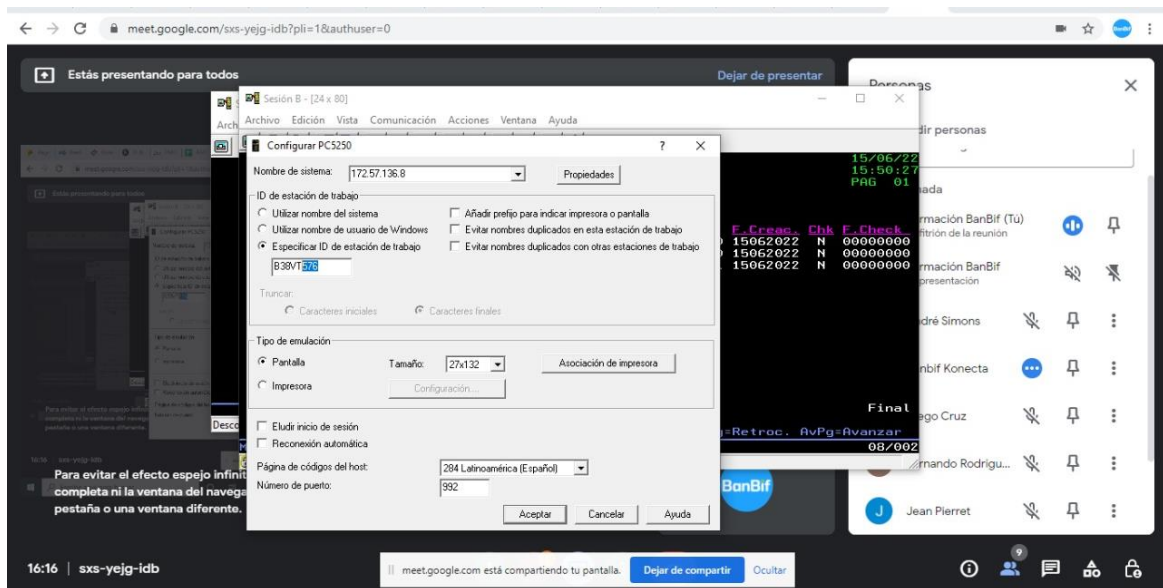 meet.google.com/sxs-yejg-idb?pli=1&authuser=0
BanBif
Estás presentando para todos
Dejar de presentar
Personas
Sesión B - [24 x 80]
Archivo Edición Vista Comunicación Acciones Ventana Ayuda
Arch
dir personas
Configurar PC5250
Nombre de sistema: 172.57.136.8 Propiedades
15/06/22
15:50:27
PAG 01
ID de estación de trabajo
Utilizar nombre del sistema
Añadir prefijo para indicar impresora o pantalla
Utilizar nombre de usuario de Windows
Evitar nombres duplicados en esta estación de trabajo
Especificar ID de estación de trabajo
Evitar nombres duplicados con otras estaciones de trabajo
B38VT576
Truncar:
Caracteres iniciales Caracteres finales
F.Creac. Chk F.Check
15062022 N 00000000
15062022 N 00000000
15062022 N 00000000
Tipo de emulación
Pantalla Tamaño: 27x132 Asociación de impresora
Impresora Configuración...
Eludir inicio de sesión
Reconexión automática
Página de códigos del host: 284 Latinoamérica (Español)
Número de puerto: 992
Aceptar Cancelar Ayuda
Final
=Retroc. AvPg=Avanzar
08/002
Desco
M
nada
rmación BanBif (Tú)
fitrión de la reunión
rmación BanBif
presentación
dré Simons
nbif Konecta
ego Cruz
rnando Rodrigu...
J Jean Pierret
BanBif
Para evitar el efecto espejo infinit
completa ni la ventana del navega
pestaña o una ventana diferente.
16:16 | sxs-yejg-idb
meet.google.com está compartiendo tu pantalla. Dejar de compartir Ocultar
9